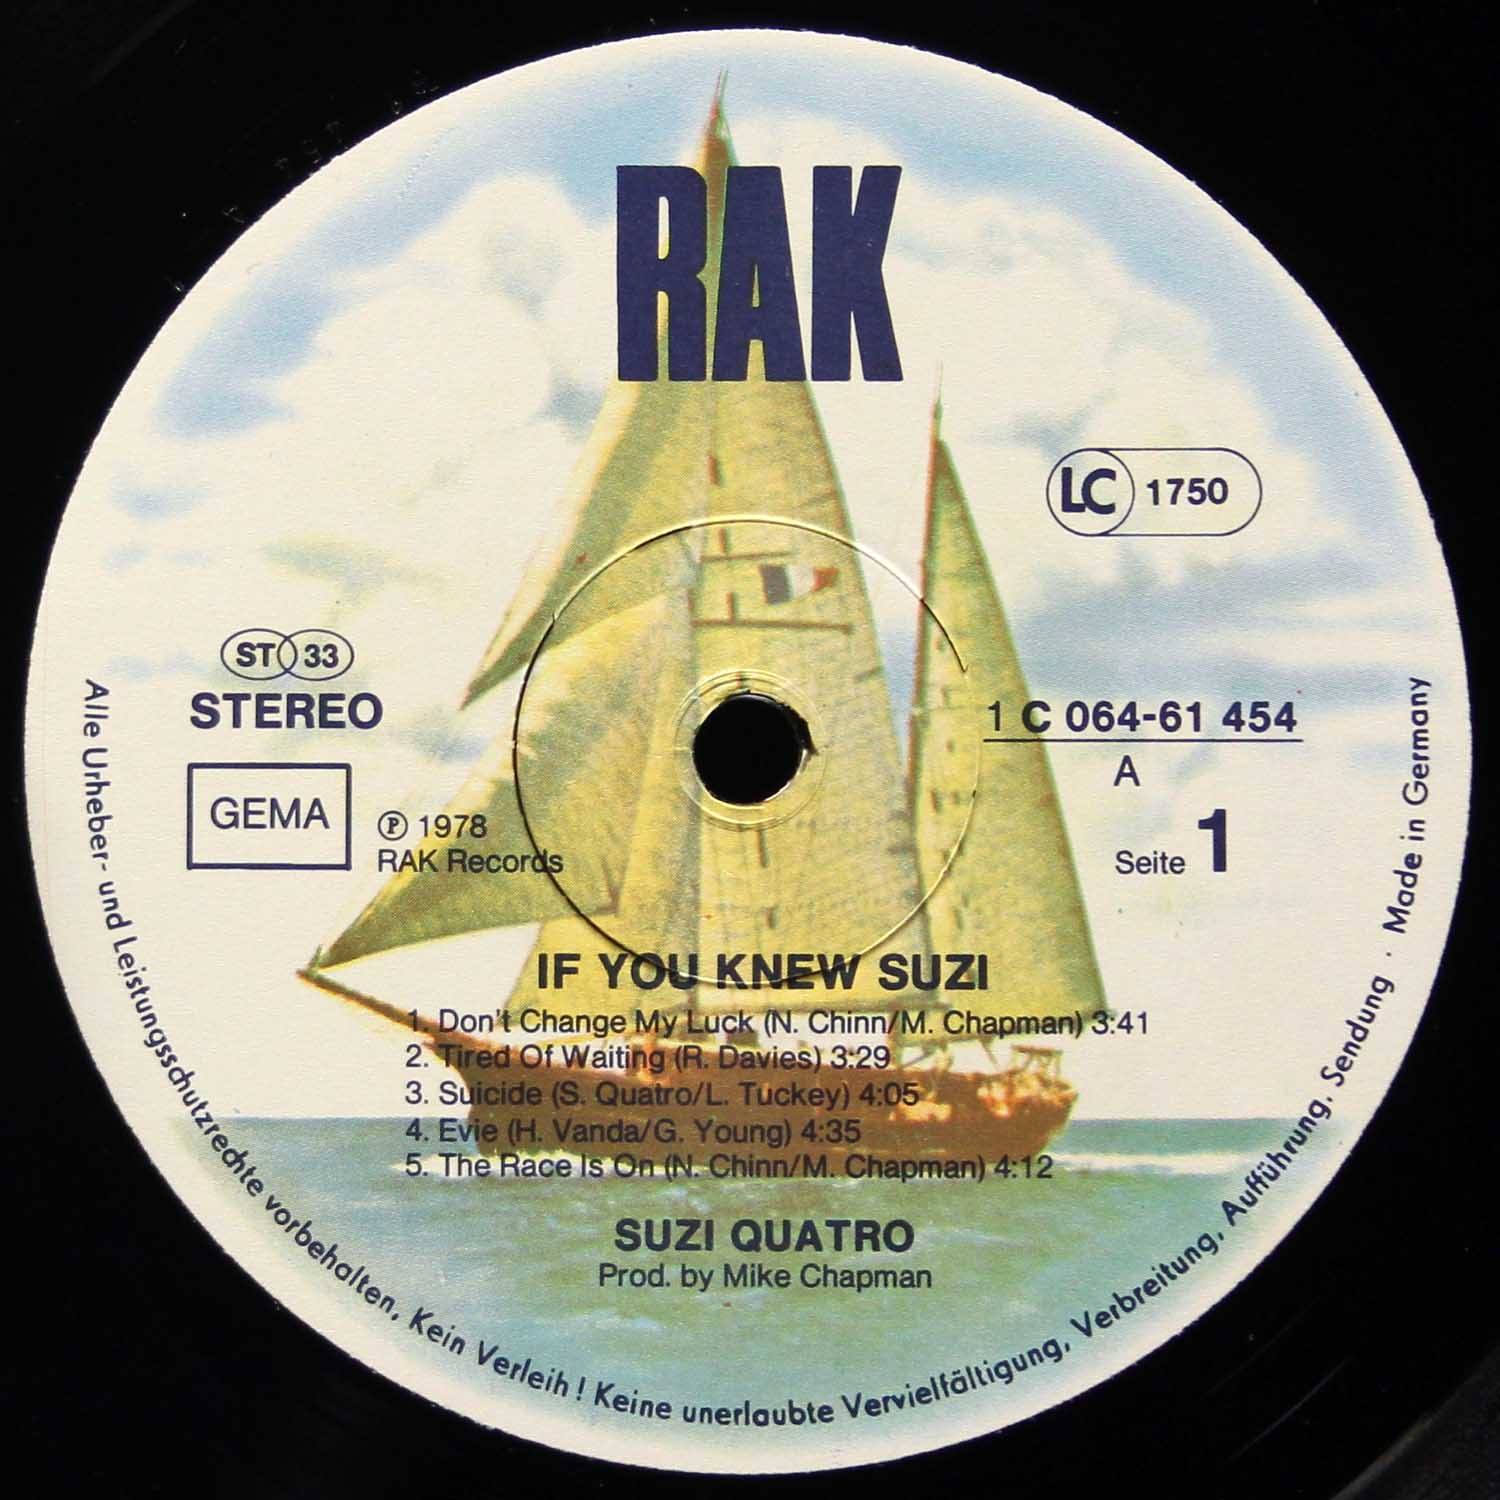 RAK
LC 1750
ST 33
STEREO
1 C 064-61 454
A
GEMA
Ⓟ 1978
RAK Records
Seite 1
IF YOU KNEW SUZI
1. Don't Change My Luck (N. Chinn/M. Chapman) 3:41
2. Tired Of Waiting (R. Davies) 3:29
3. Suicide (S. Quatro/L. Tuckey) 4:05
4. Evie (H. Vanda/G. Young) 4:35
5. The Race Is On (N. Chinn/M. Chapman) 4:12
SUZI QUATRO
Prod. by Mike Chapman
Alle Urheber- und Leistungsschutzrechte vorbehalten. Kein Verleih! Keine unerlaubte Vervielfältigung, Verbreitung, Aufführung, Sendung · Made in Germany